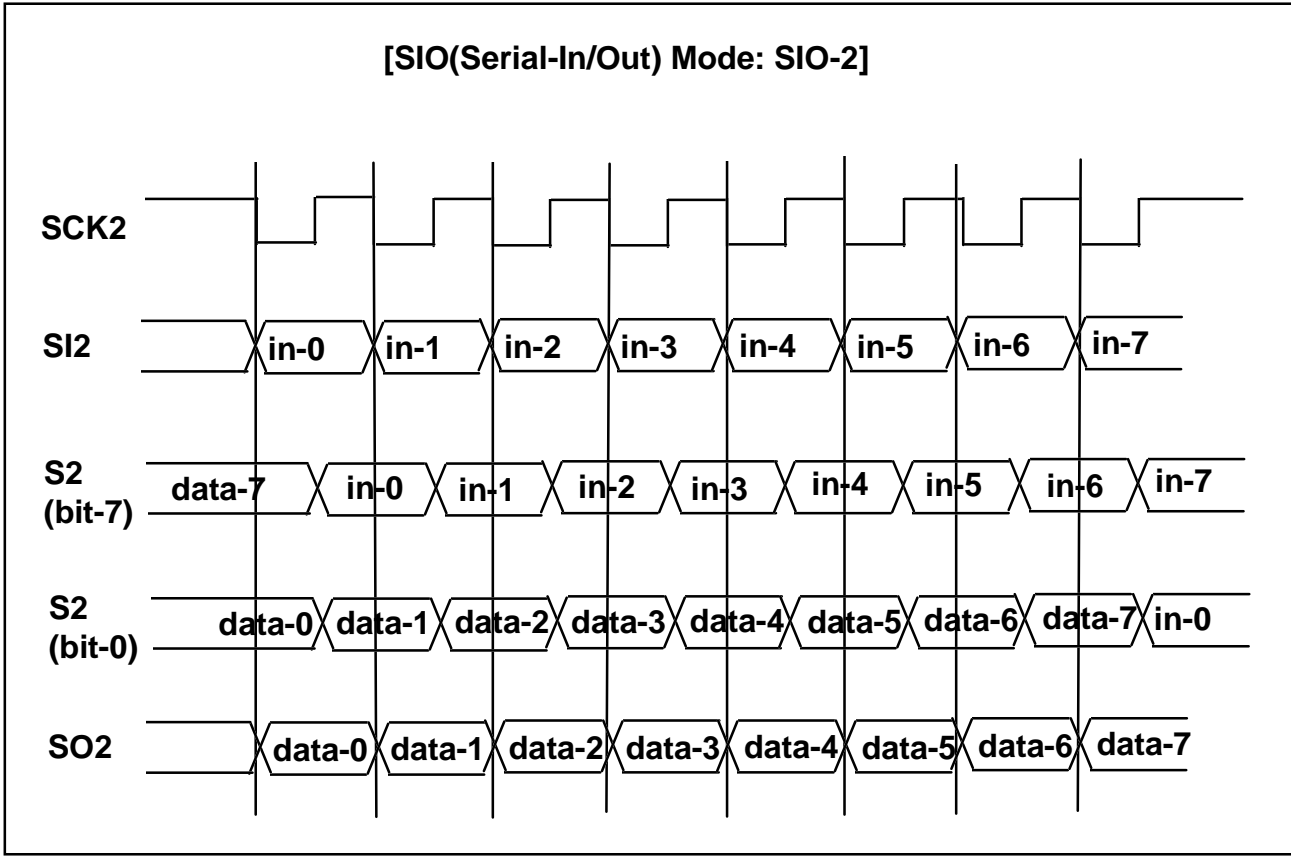 [SIO(Serial-In/Out) Mode: SIO-2]
SCK2
SI2
in-0 in-1 in-2 in-3 in-4 in-5 in-6 in-7
S2
(bit-7)
data-7 in-0 in-1 in-2 in-3 in-4 in-5 in-6 in-7
S2
(bit-0)
data-0 data-1 data-2 data-3 data-4 data-5 data-6 data-7 in-0
SO2
data-0 data-1 data-2 data-3 data-4 data-5 data-6 data-7